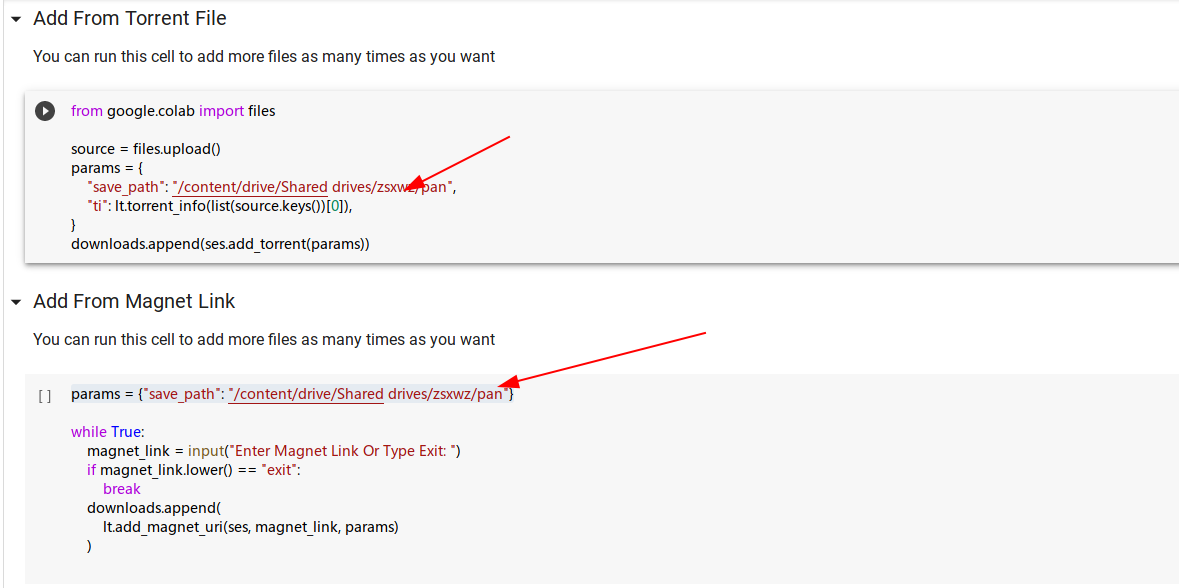 Add From Torrent File
You can run this cell to add more files as many times as you want
from google.colab import files
source = files.upload()
params = {
"save_path": "/content/drive/Shared drives/zsxwz/pan",
"ti": lt.torrent_info(list(source.keys())[0]),
}
downloads.append(ses.add_torrent(params))
Add From Magnet Link
You can run this cell to add more files as many times as you want
[ ]
params = {"save_path": "/content/drive/Shared drives/zsxwz/pan"}
while True:
magnet_link = input("Enter Magnet Link Or Type Exit: ")
if magnet_link.lower() == "exit":
break
downloads.append(
lt.add_magnet_uri(ses, magnet_link, params)
)